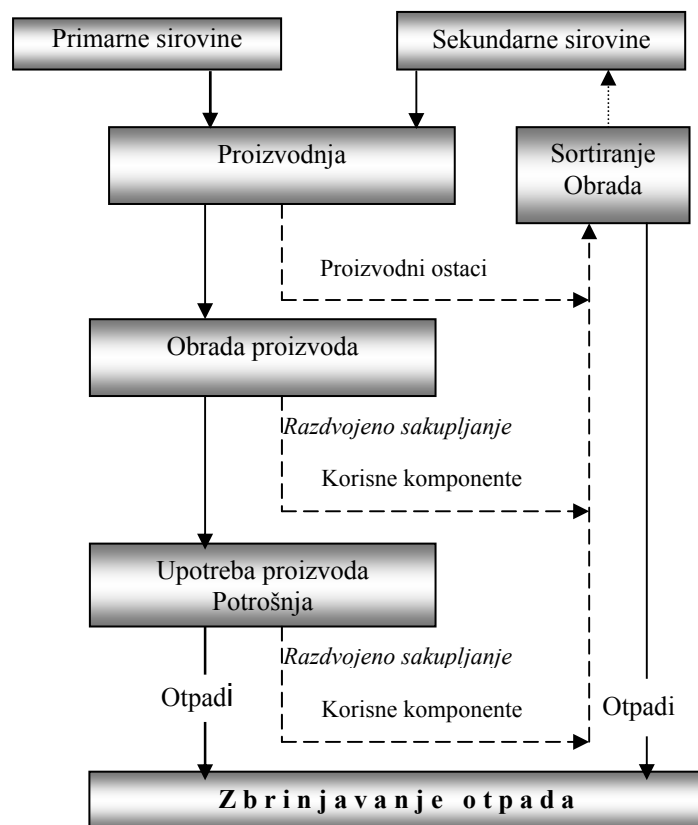 Primarne sirovine
Sekundarne sirovine
Proizvodnja
Sortiranje
Obrada
Proizvodni ostaci
Obrada proizvoda
Razdvojeno sakupljanje
Korisne komponente
Upotreba proizvoda
Potrošnja
Razdvojeno sakupljanje
Otpadi
Korisne komponente
Otpadi
Zbrinjavanje otpada